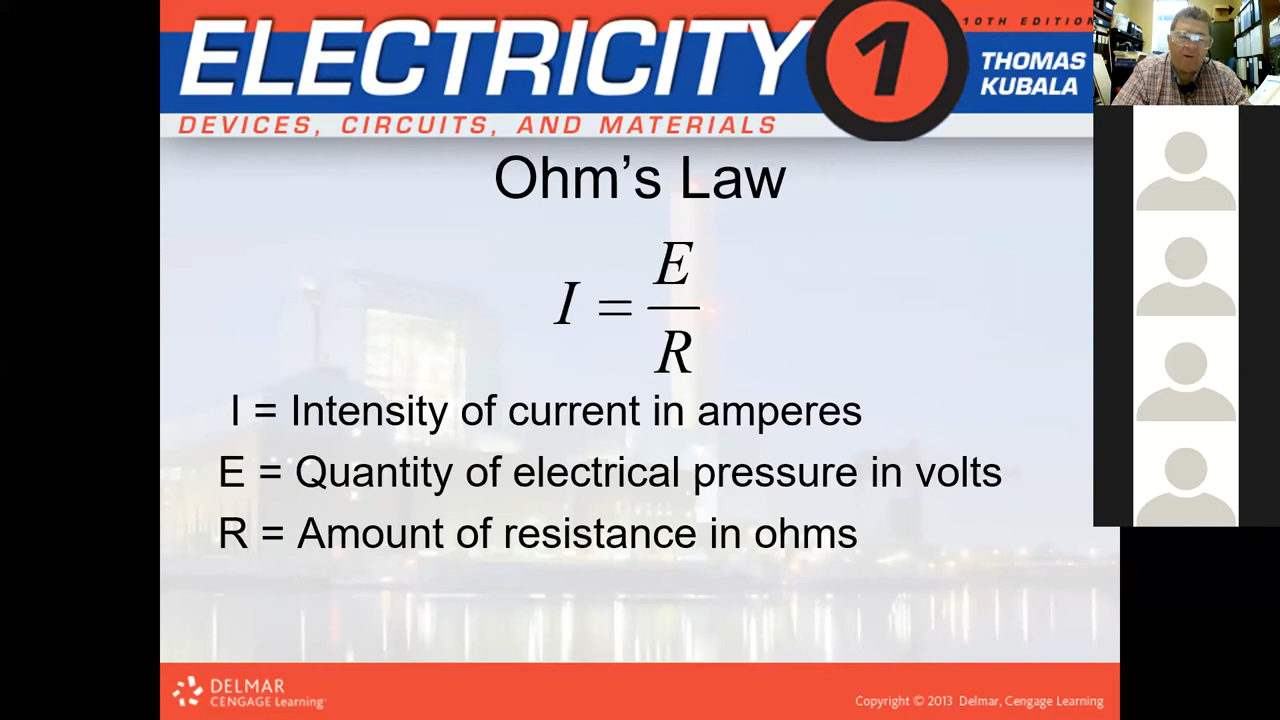 ELECTRICITY 1
10TH EDITION
THOMAS
KUBALA
DEVICES, CIRCUITS, AND MATERIALS
Ohm’s Law
I = E/R
I = Intensity of current in amperes
E = Quantity of electrical pressure in volts
R = Amount of resistance in ohms
DELMAR
CENGAGE Learning
Copyright © 2013 Delmar, Cengage Learning